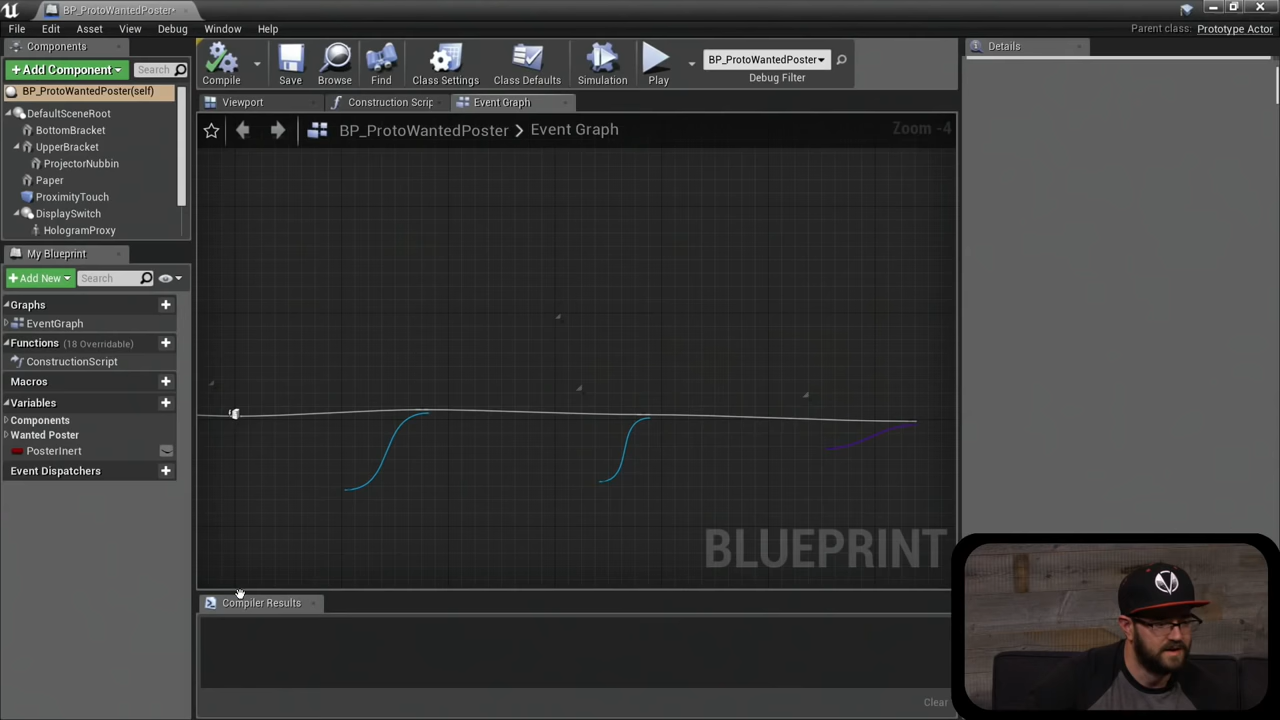 BP_ProtoWantedPoster*
File Edit Asset View Debug Window Help
Parent class: Prototype Actor
Components
+ Add Component
Search
BP_ProtoWantedPoster(self)
DefaultSceneRoot
BottomBracket
UpperBracket
ProjectorNubbin
Paper
ProximityTouch
DisplaySwitch
HologramProxy
My Blueprint
+Add New
Search
Graphs
EventGraph
Functions (18 Overridable)
ConstructionScript
Macros
Variables
Components
Wanted Poster
PosterInert
Event Dispatchers
Compile
Save
Browse
Find
Class Settings
Class Defaults
Simulation
Play
BP_ProtoWantedPoster
Debug Filter
Viewport
Construction Scrip
Event Graph
BP_ProtoWantedPoster > Event Graph
Zoom -4
BLUEPRINT
Compiler Results
Clear
Details